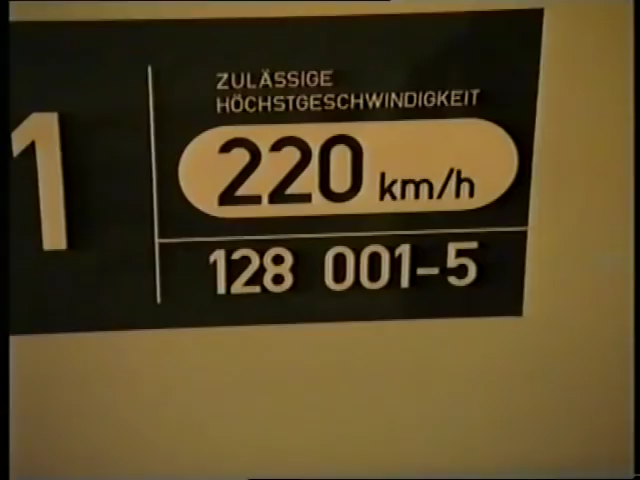 1
ZULÄSSIGE
HÖCHSTGESCHWINDIGKEIT
220 km/h
128 001-5